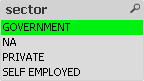 sector
GOVERNMENT
NA
PRIVATE
SELF EMPLOYED